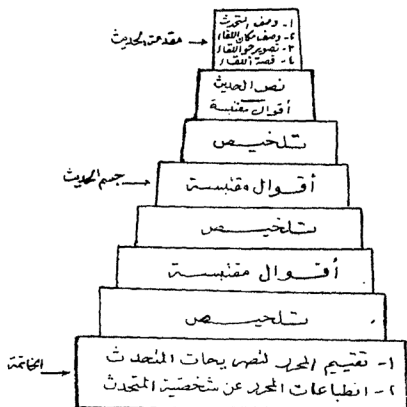 ١- وصف المتحدث
٢- وصف مكان اللقاء
٣- تصوير جو اللقاء
٤- قصة اللقاء
مقدمة الحديث
نص الحديث
أقوال مقتبسة
تلخيص
جسم الحديث
أقوال مقتبسة
تلخيص
أقوال مقتبسة
تلخيص
الخاتمة
١- تقييم المحرر لتصريحات المتحدث
٢- انطباعات المحرر عن شخصية المتحدث